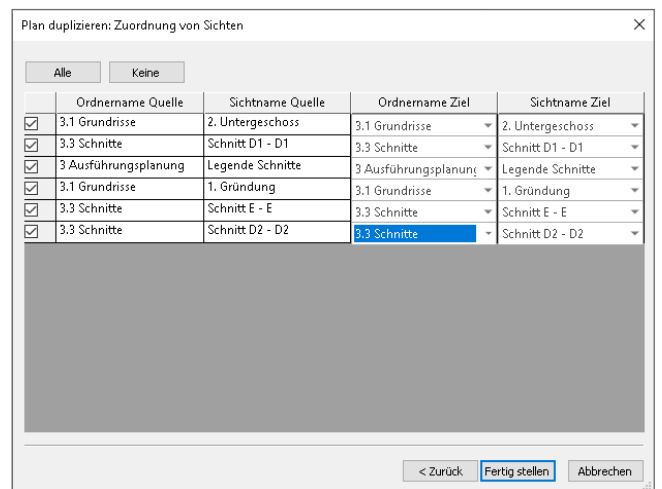 Plan duplizieren: Zuordnung von Sichten
Alle Keine
Ordnername Quelle Sichtname Quelle Ordnername Ziel Sichtname Ziel
3.1 Grundrisse 2. Untergeschoss 3.1 Grundrisse 2. Untergeschoss
3.3 Schnitte Schnitt D1 - D1 3.3 Schnitte Schnitt D1 - D1
3 Ausführungsplanung Legende Schnitte 3 Ausführungsplanung Legende Schnitte
3.1 Grundrisse 1. Gründung 3.1 Grundrisse 1. Gründung
3.3 Schnitte Schnitt E - E 3.3 Schnitte Schnitt E - E
3.3 Schnitte Schnitt D2 - D2 3.3 Schnitte Schnitt D2 - D2
< Zurück Fertig stellen Abbrechen